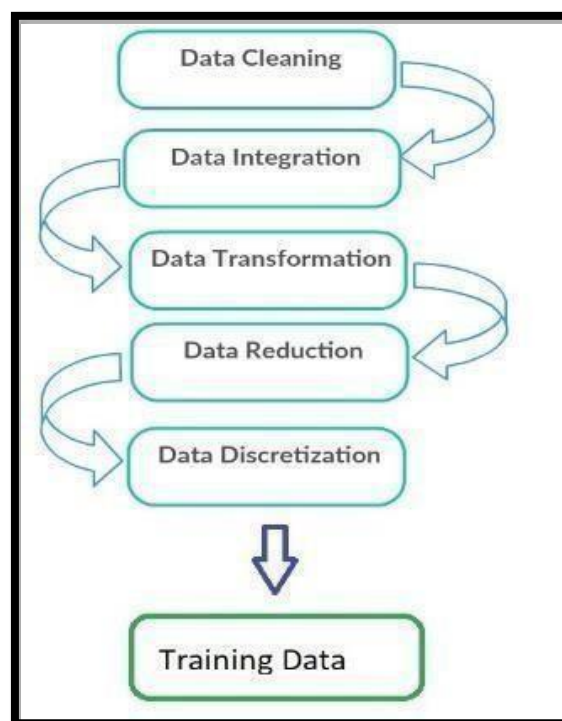 Data Cleaning
Data Integration
Data Transformation
Data Reduction
Data Discretization
Training Data